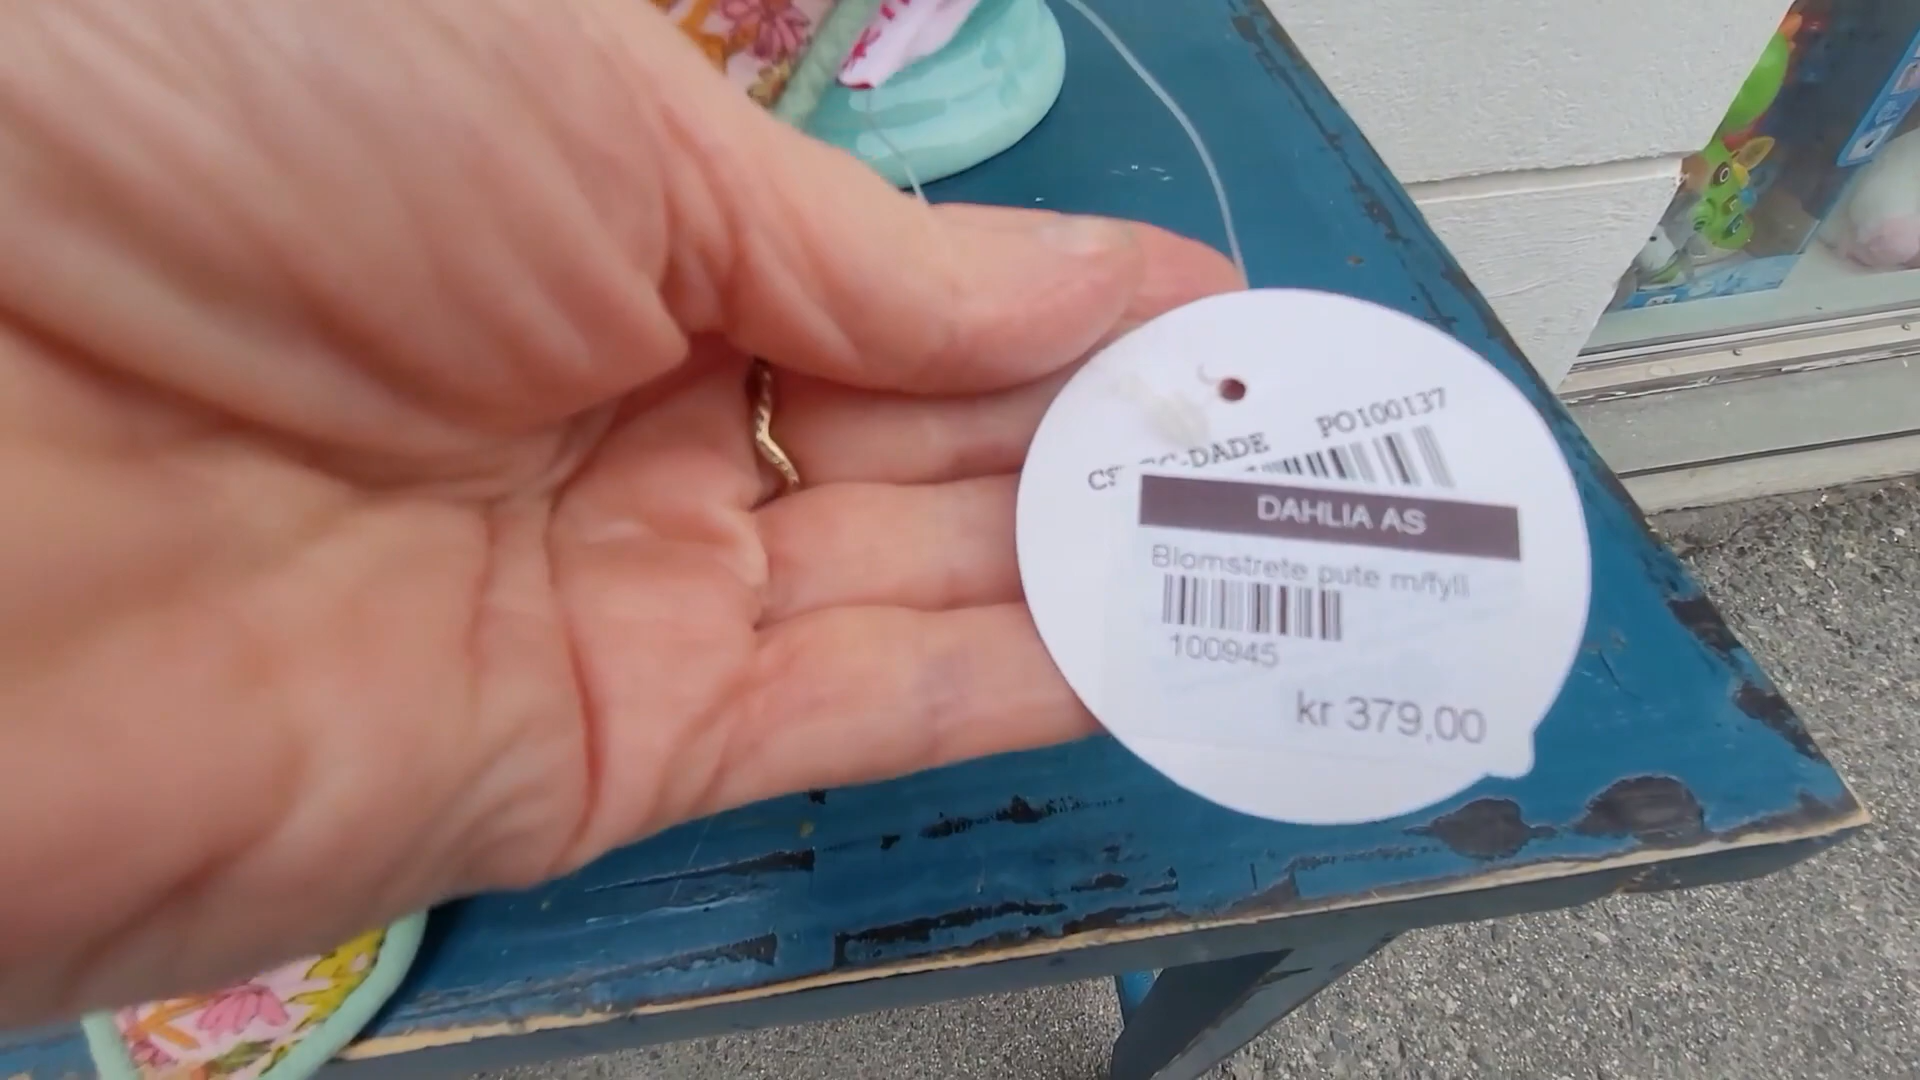 PO100137
DAHLIA AS
Blomstrete pute m/fyll
100945
kr 379,00